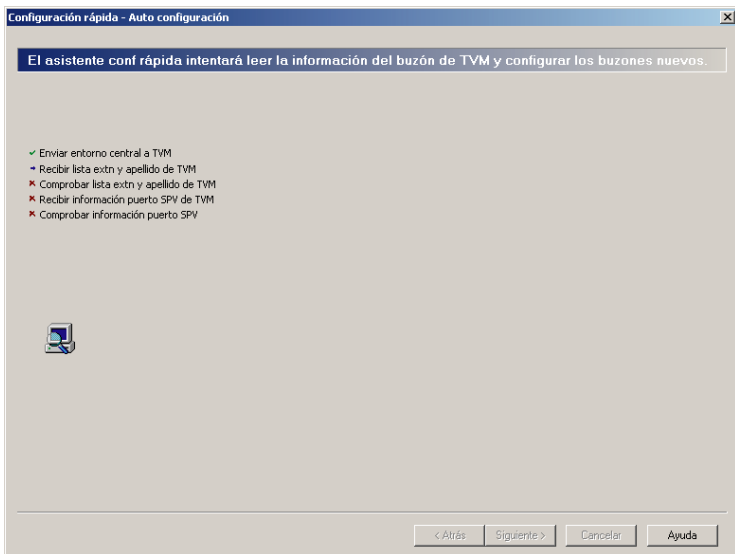 Configuración rápida - Auto configuración
El asistente conf rápida intentará leer la información del buzón de TVM y configurar los buzones nuevos.
Enviar entorno central a TVM
Recibir lista extn y apellido de TVM
Comprobar lista extn y apellido de TVM
Recibir información puerto SPV de TVM
Comprobar información puerto SPV
< Atrás Siguiente > Cancelar Ayuda